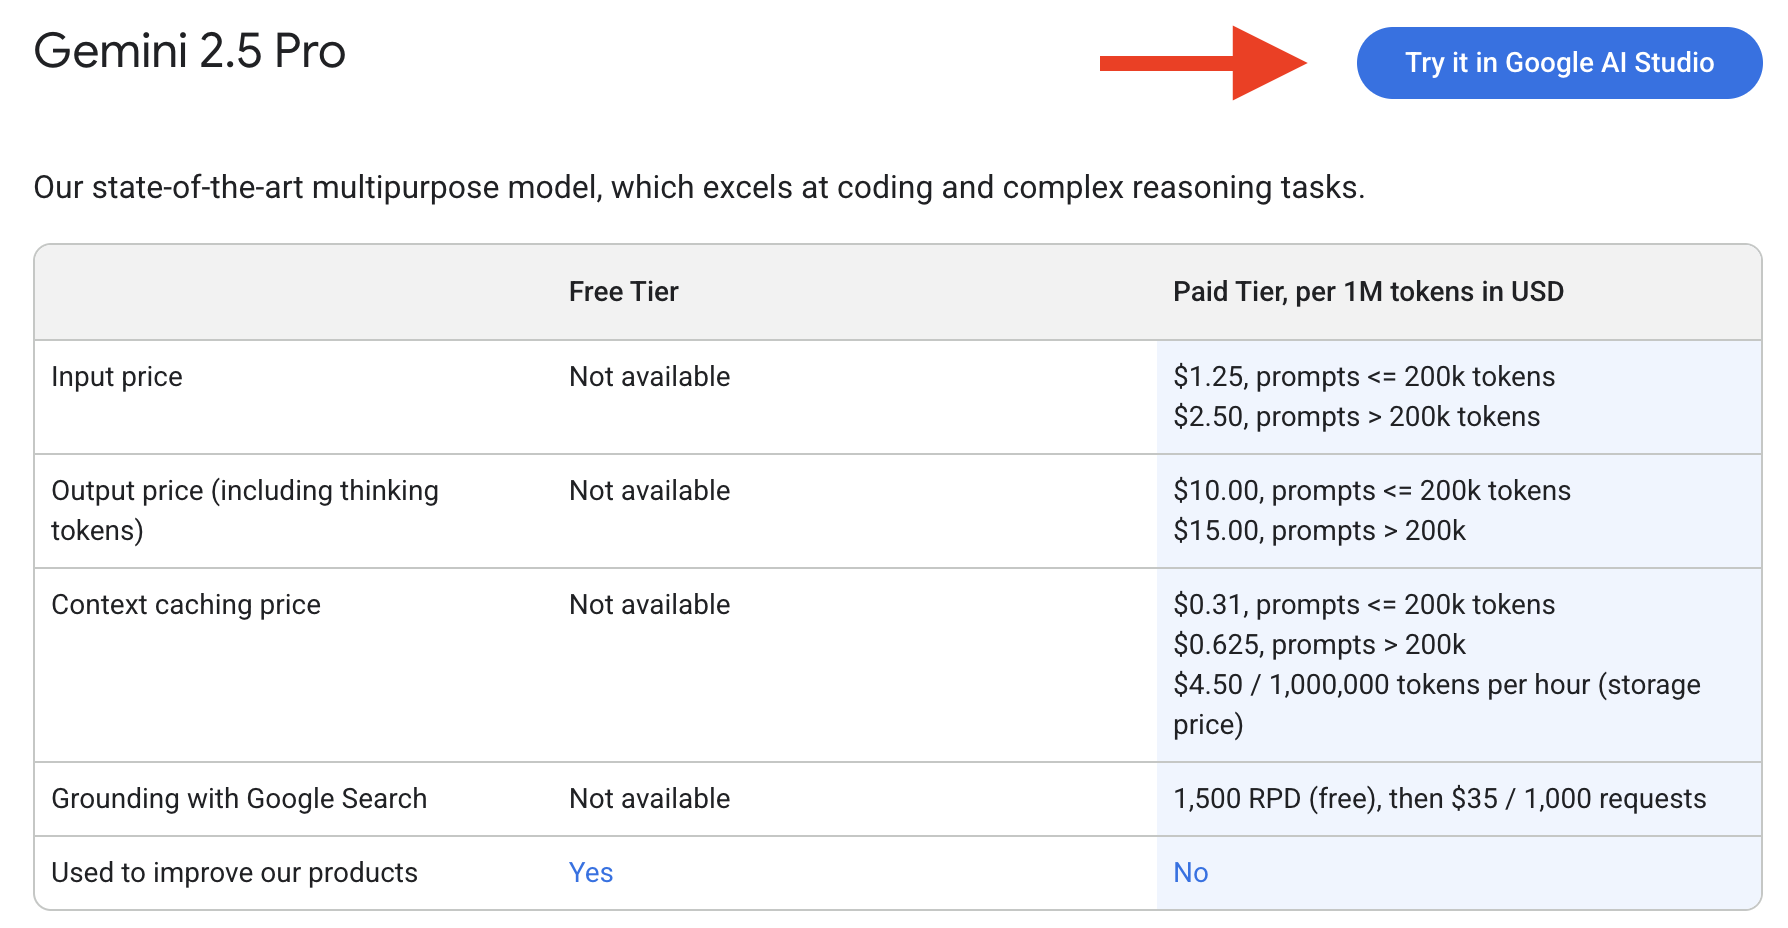 Gemini 2.5 Pro
Try it in Google AI Studio
Our state-of-the-art multipurpose model, which excels at coding and complex reasoning tasks.
Free Tier
Paid Tier, per 1M tokens in USD
Input price
Not available
$1.25, prompts <= 200k tokens
$2.50, prompts > 200k tokens
Output price (including thinking
tokens)
Not available
$10.00, prompts <= 200k tokens
$15.00, prompts > 200k
Context caching price
Not available
$0.31, prompts <= 200k tokens
$0.625, prompts > 200k
$4.50 / 1,000,000 tokens per hour (storage
price)
Grounding with Google Search
Not available
1,500 RPD (free), then $35 / 1,000 requests
Used to improve our products
Yes
No